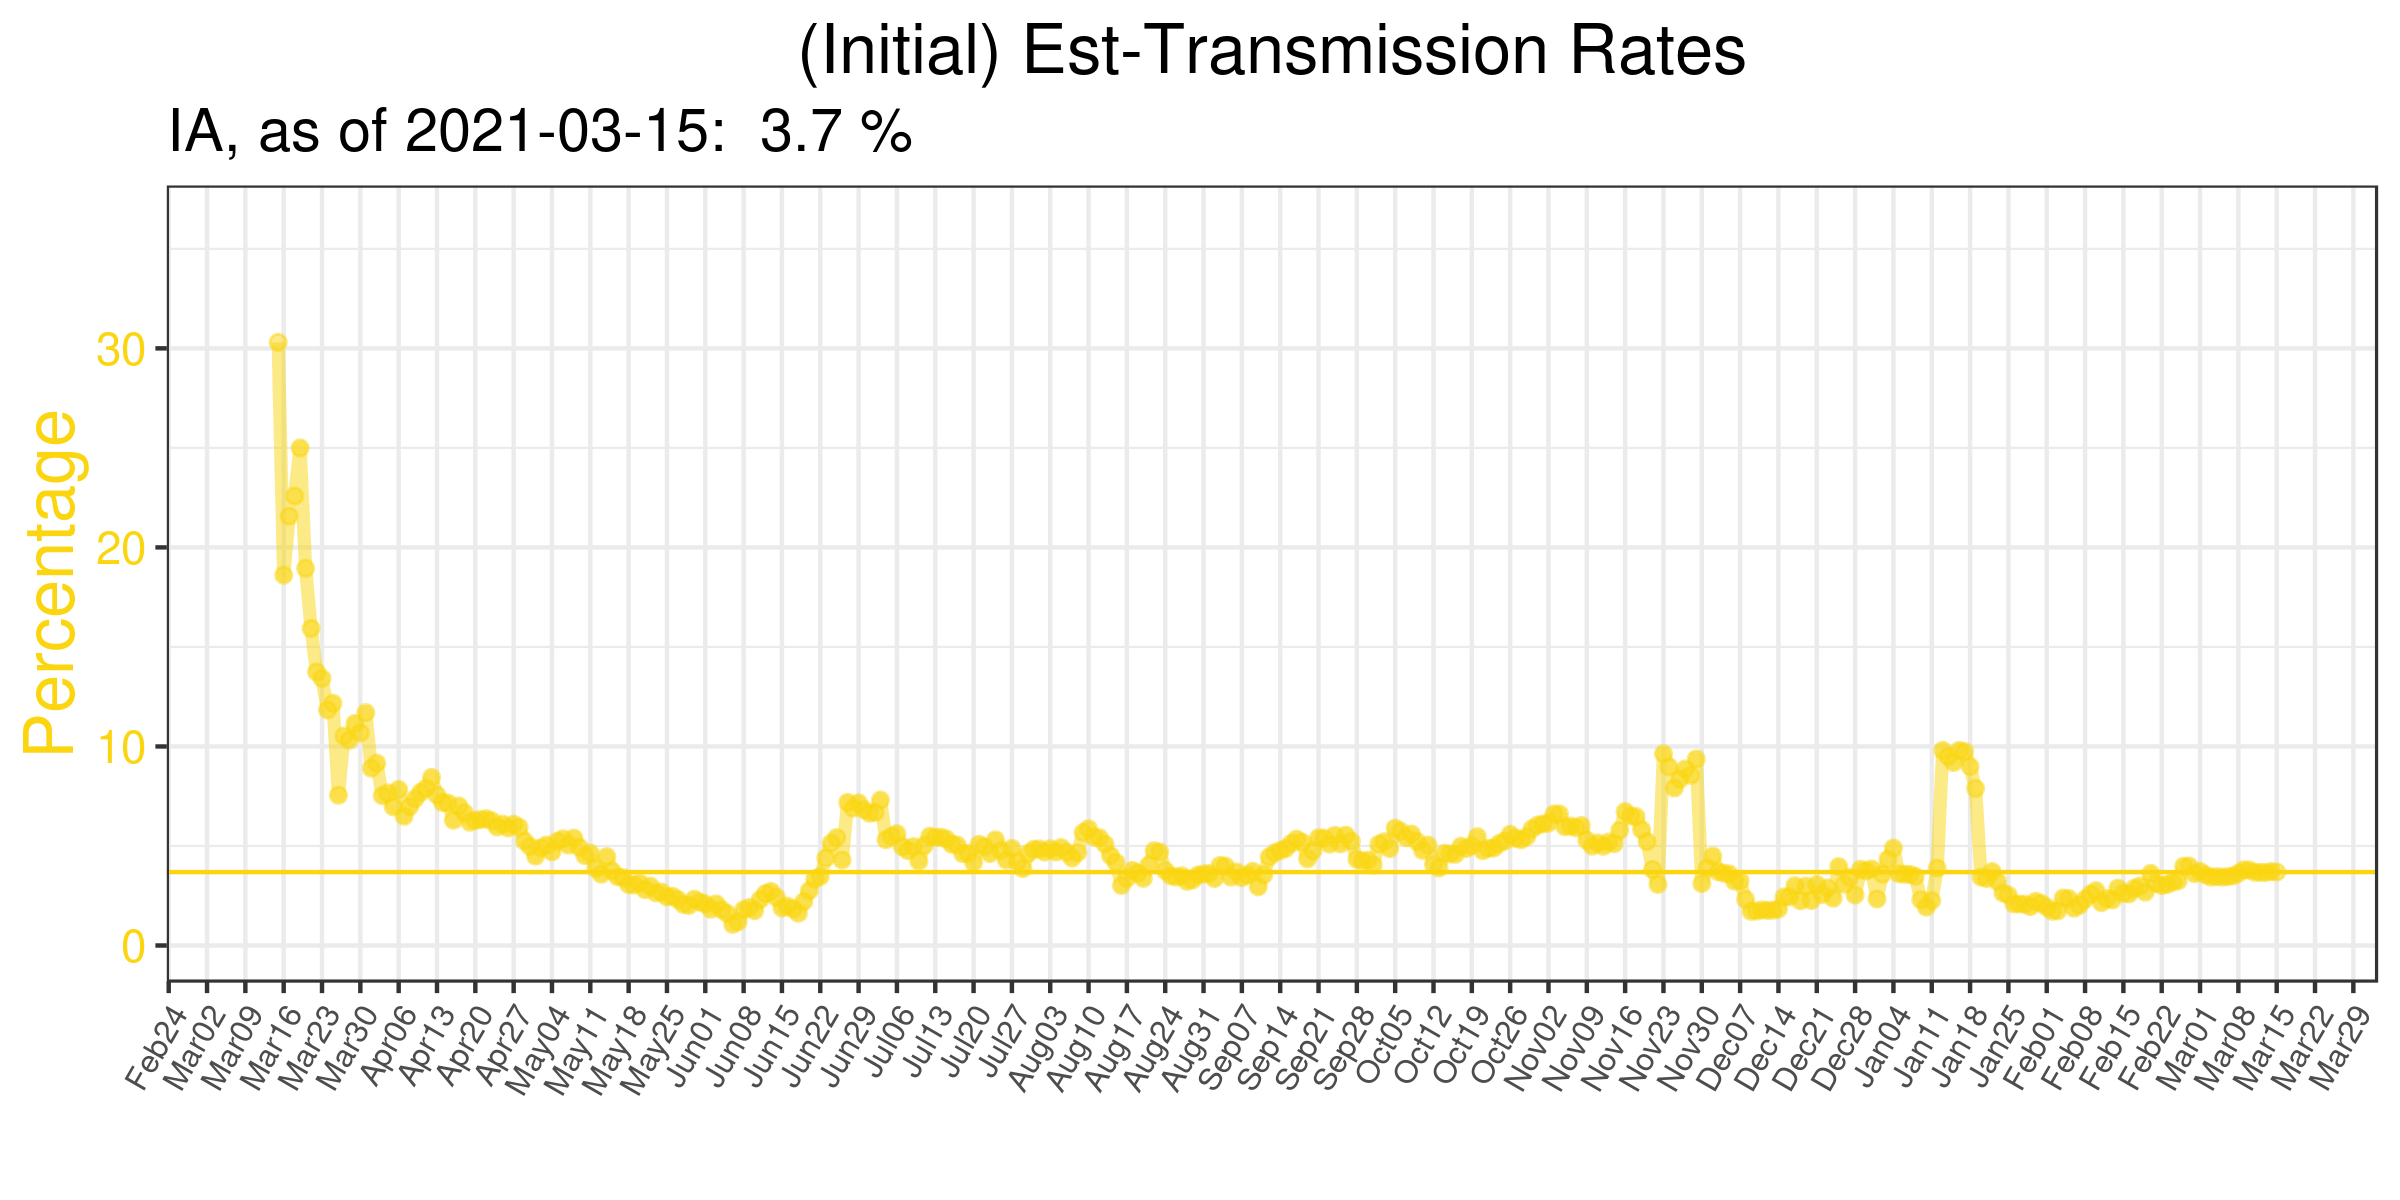 (Initial) Est-Transmission Rates
IA, as of 2021-03-15:  3.7 %
Percentage
30
20
10
0
Feb24
Mar02
Mar09
Mar16
Mar23
Mar30
Apr06
Apr13
Apr20
Apr27
May04
May11
May18
May25
Jun01
Jun08
Jun15
Jun22
Jun29
Jul06
Jul13
Jul20
Jul27
Aug03
Aug10
Aug17
Aug24
Aug31
Sep07
Sep14
Sep21
Sep28
Oct05
Oct12
Oct19
Oct26
Nov02
Nov09
Nov16
Nov23
Nov30
Dec07
Dec14
Dec21
Dec28
Jan04
Jan11
Jan18
Jan25
Feb01
Feb08
Feb15
Feb22
Mar01
Mar08
Mar15
Mar22
Mar29